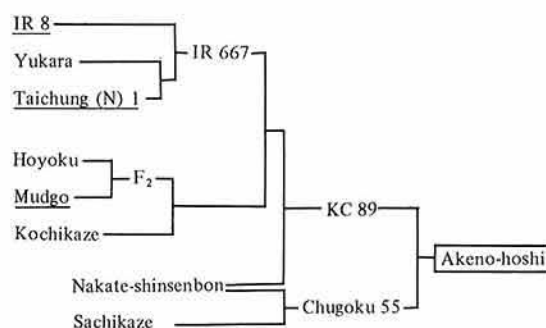 IR 8
IR 667
Yukara
Taichung (N) 1
Hoyoku
F₂
Mudgo
KC 89
Kochikaze
Akeno-hoshi
Nakate-shinsenbon
Chugoku 55
Sachikaze